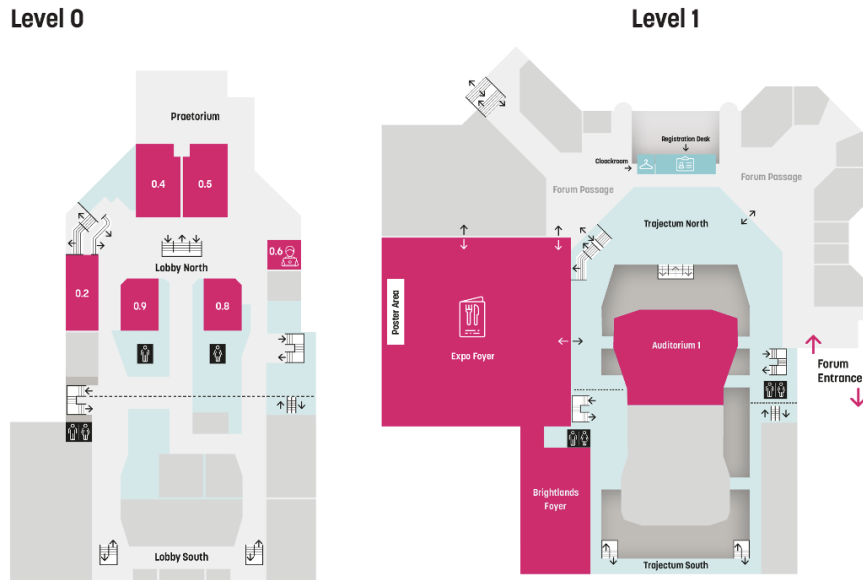 Level 0
Praetorium
0.4
0.5
0.6
Lobby North
0.2
0.9
0.8
Lobby South
Level 1
Registration Desk
Cloackroom
Forum Passage
Forum Passage
Trajectum North
Poster Area
Expo Foyer
Auditorium 1
Forum
Entrance
Brightlands
Foyer
Trajectum South